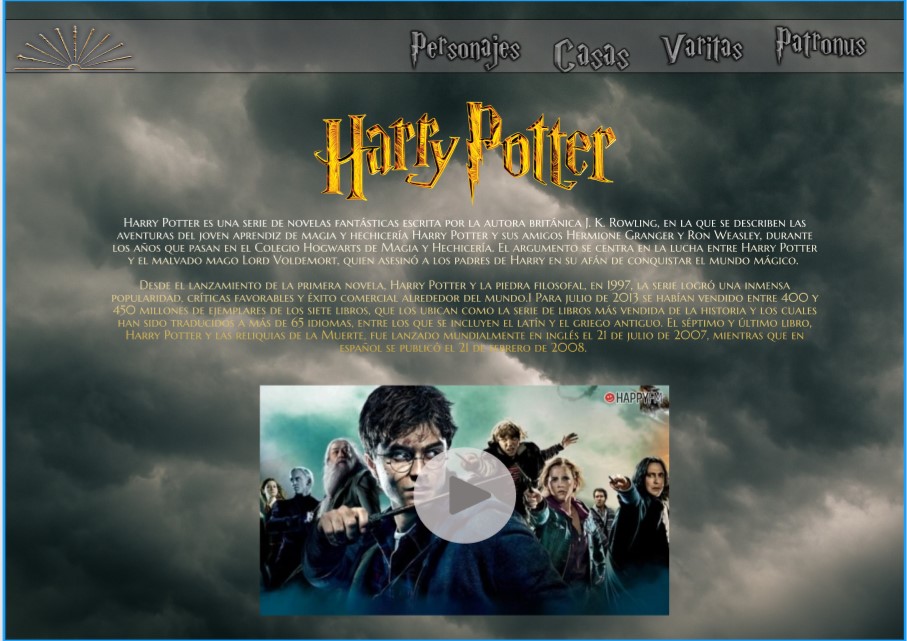 Personajes
Casas
Varitas
Patronus
Harry Potter
Harry Potter es una serie de novelas fantásticas escrita por la autora británica J. K. Rowling, en la que se describen las
aventuras del joven aprendiz de magia y hechicería Harry Potter y sus amigos Hermione Granger y Ron Weasley, durante
los años que pasan en el Colegio Hogwarts de Magia y Hechicería. El argumento se centra en la lucha entre Harry Potter
y el malvado mago Lord Voldemort, quien asesinó a los padres de Harry en su afán de conquistar el mundo mágico.
Desde el lanzamiento de la primera novela, Harry Potter y la piedra filosofal, en 1997, la serie logró una inmensa
popularidad, críticas favorables y éxito comercial alrededor del mundo.1 Para julio de 2013 se habían vendido entre 400 y
450 millones de ejemplares de los siete libros, que los ubican como la serie de libros más vendida de la historia y los cuales
han sido traducidos a más de 65 idiomas, entre los que se incluyen el latín y el griego antiguo. El séptimo y último libro,
Harry Potter y las reliquias de la Muerte, fue lanzado mundialmente en inglés el 21 de julio de 2007, mientras que en
español se publicó el 21 de febrero de 2008.
HAPPYFM